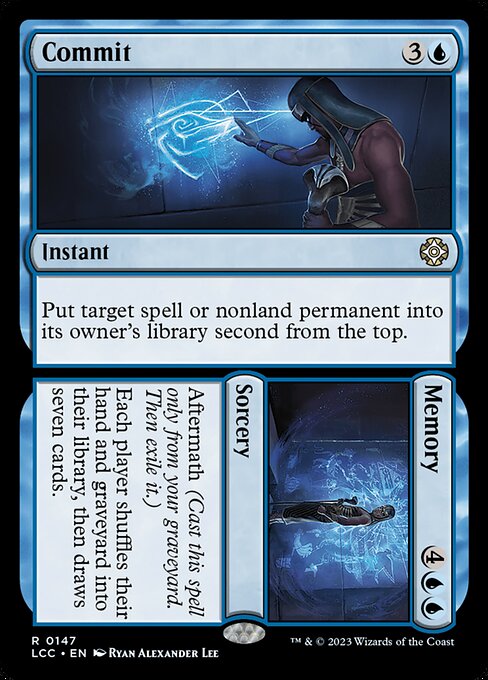 Commit 3
Instant
Put target spell or nonland permanent into
its owner's library second from the top.
Memory 4
Sorcery
Aftermath (Cast this spell
only from your graveyard.
Then exile it.)
Each player shuffles their
hand and graveyard into
their library, then draws
seven cards.
R 0147
LCC • EN Ryan Alexander Lee
™ & © 2023 Wizards of the Coast